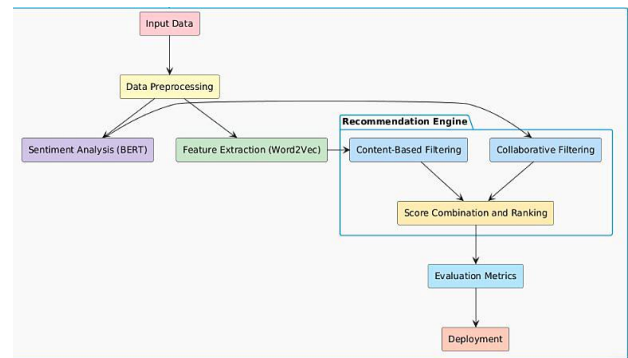 Input Data
Data Preprocessing
Recommendation Engine
Sentiment Analysis (BERT)
Feature Extraction (Word2Vec)
Content-Based Filtering
Collaborative Filtering
Score Combination and Ranking
Evaluation Metrics
Deployment